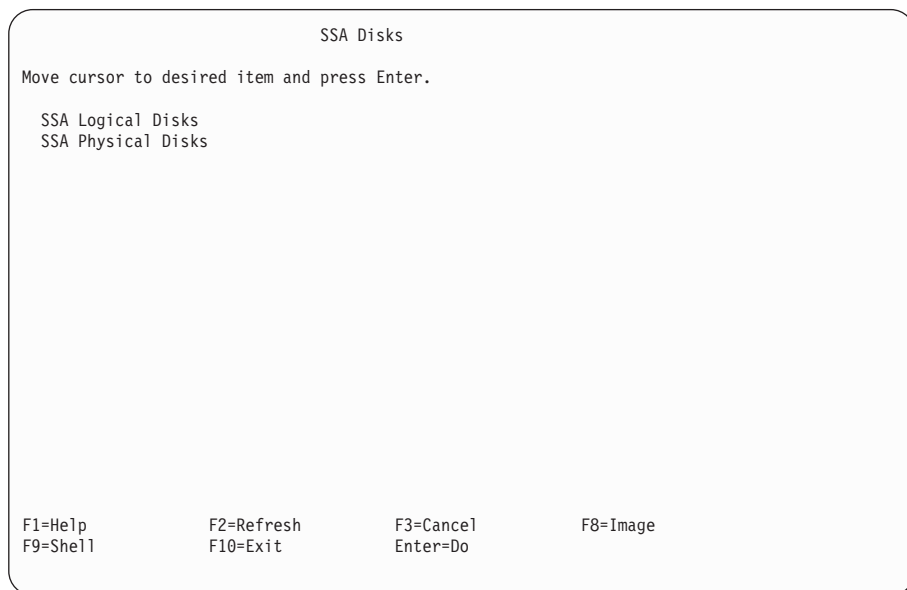 SSA Disks
Move cursor to desired item and press Enter.
SSA Logical Disks
SSA Physical Disks
F1=Help F2=Refresh F3=Cancel F8=Image
F9=Shell F10=Exit Enter=Do